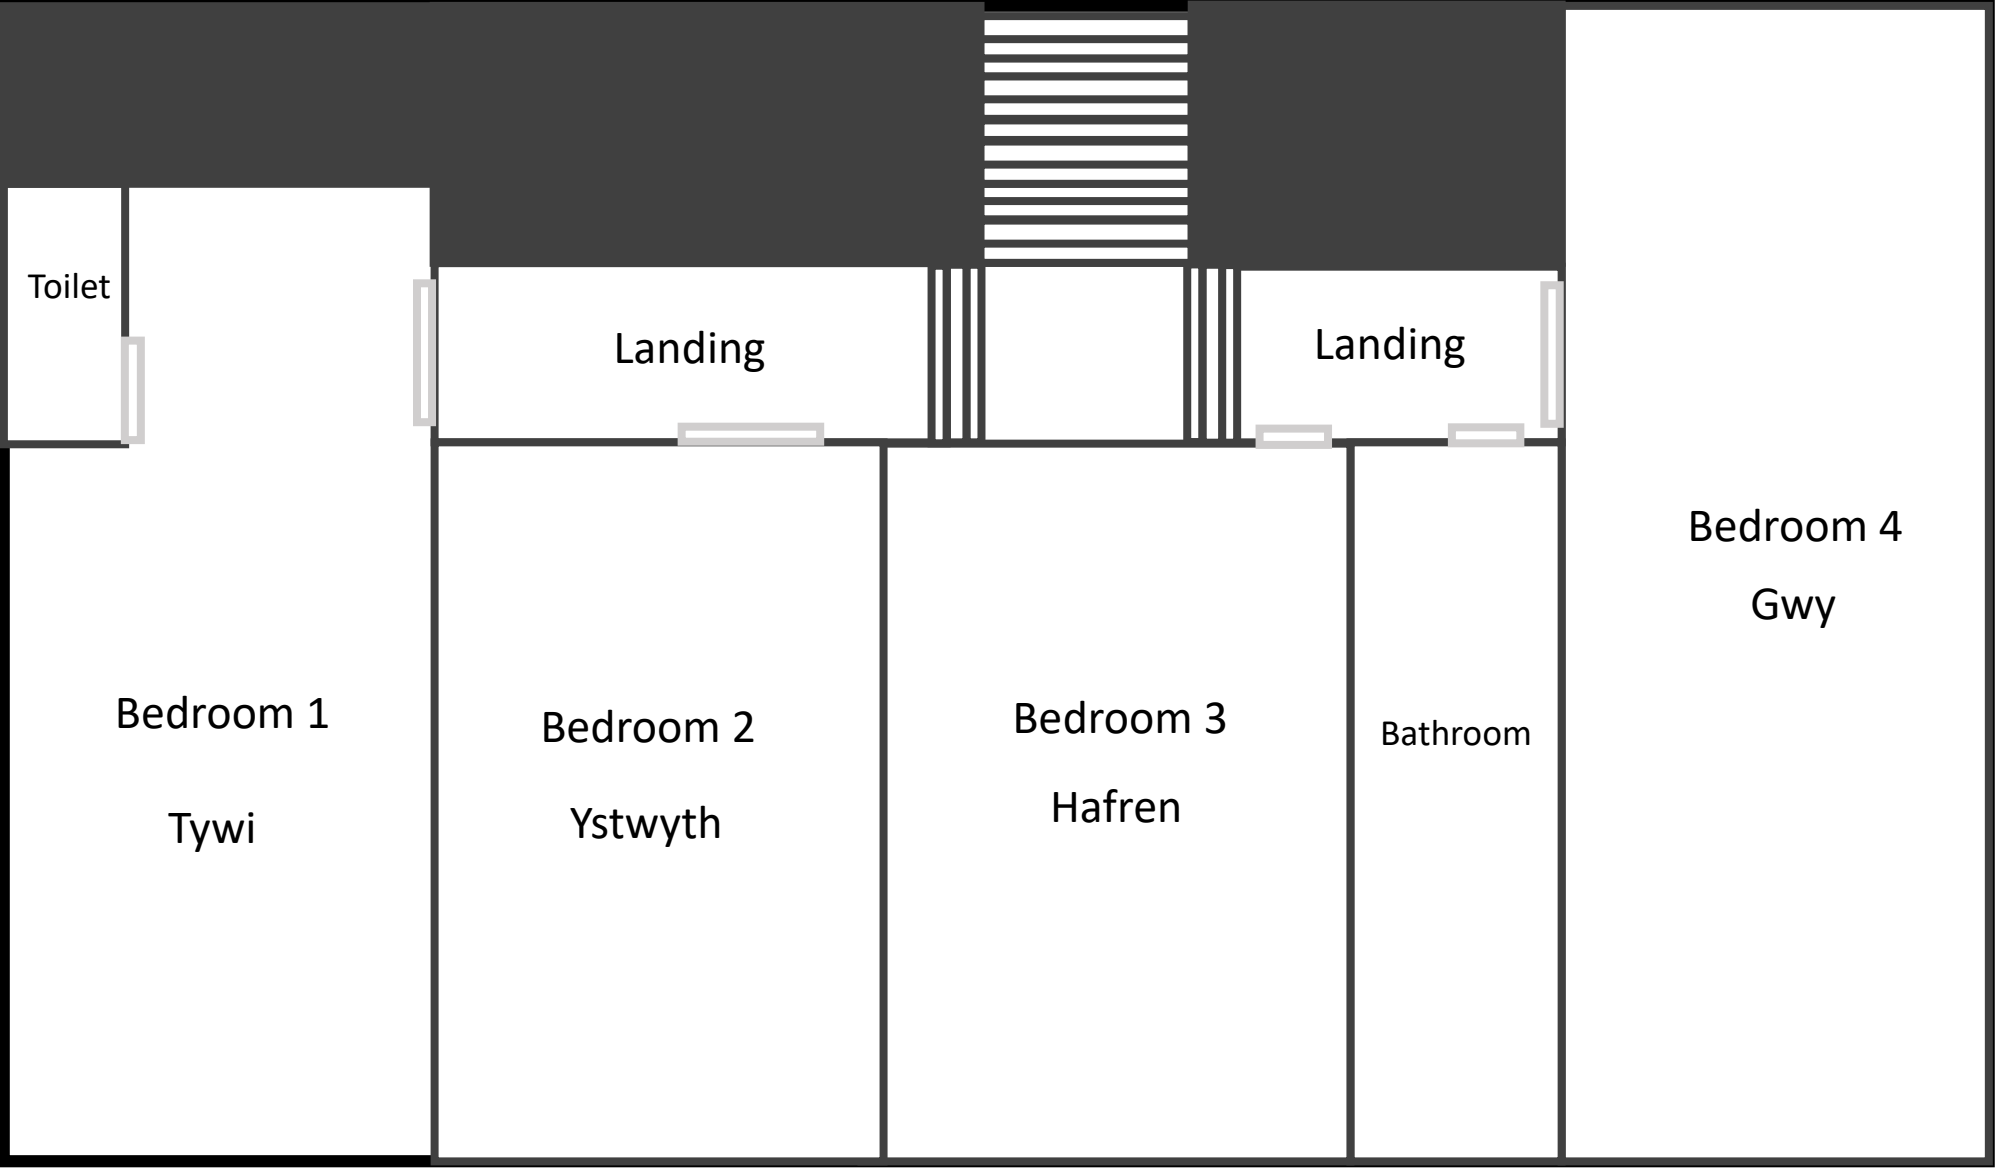 Toilet
Landing
Landing
Bedroom 1
Tywi
Bedroom 2
Ystwyth
Bedroom 3
Hafren
Bathroom
Bedroom 4
Gwy